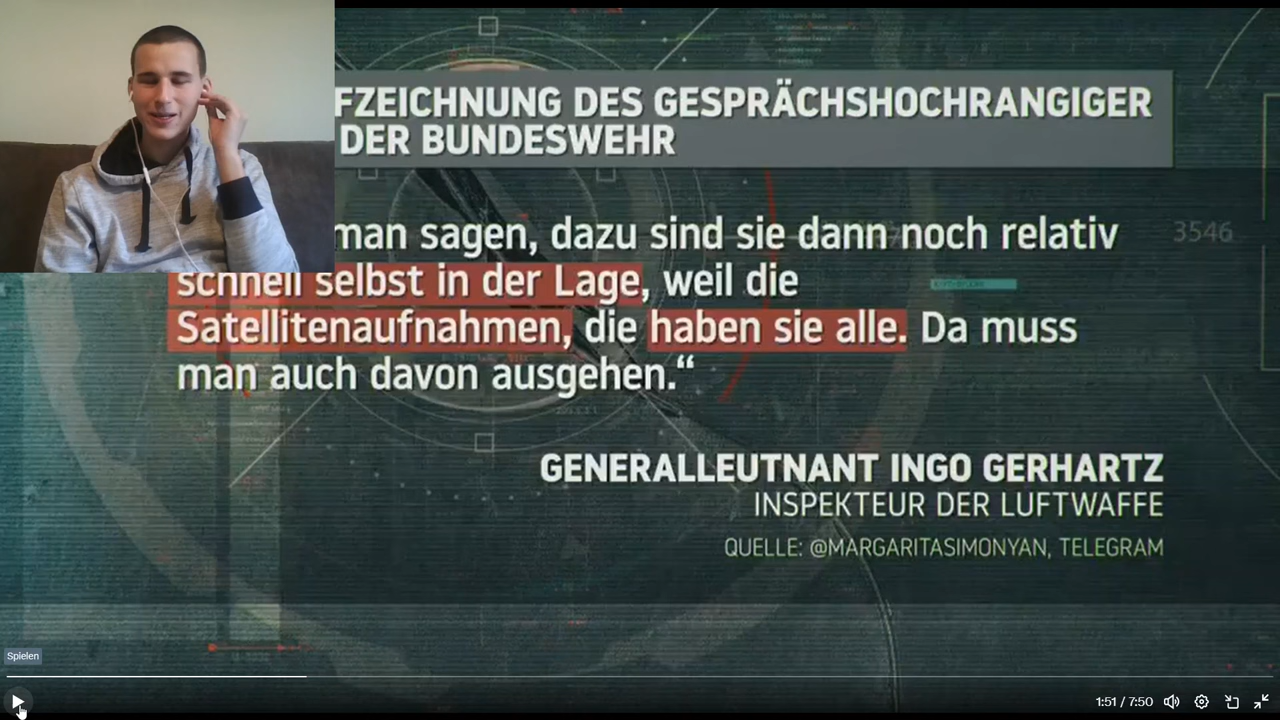 FZEICHNUNG DES GESPRÄCHSHOCHRANGIGER
DER BUNDESWEHR
man sagen, dazu sind sie dann noch relativ
3546
schnell selbst in der Lage, weil die
Satellitenaufnahmen, die haben sie alle. Da muss
man auch davon ausgehen.“
GENERALLEUTNANT INGO GERHARTZ
INSPEKTEUR DER LUFTWAFFE
QUELLE: @MARGARITASIMONYAN, TELEGRAM
Spielen
1:51 / 7:50